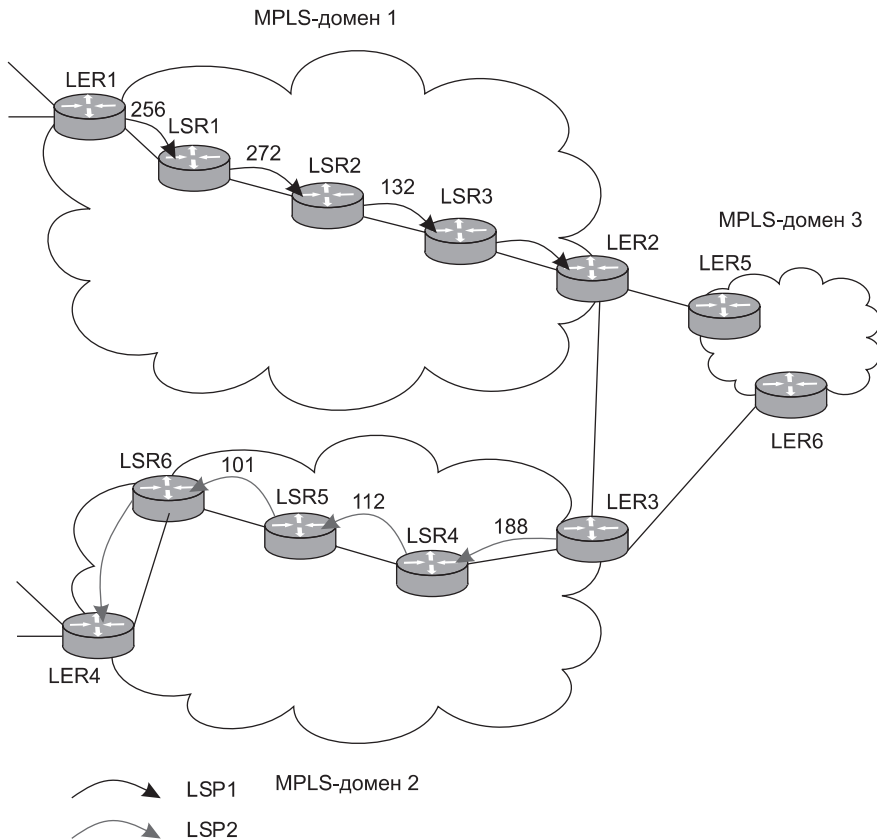 MPLS-домен 1
LER1
256
LSR1
272
LSR2
132
LSR3
LER2
MPLS-домен 3
LER5
LER6
LSR6
101
LSR5
112
LSR4
188
LER3
LER4
LSP1
MPLS-домен 2
LSP2